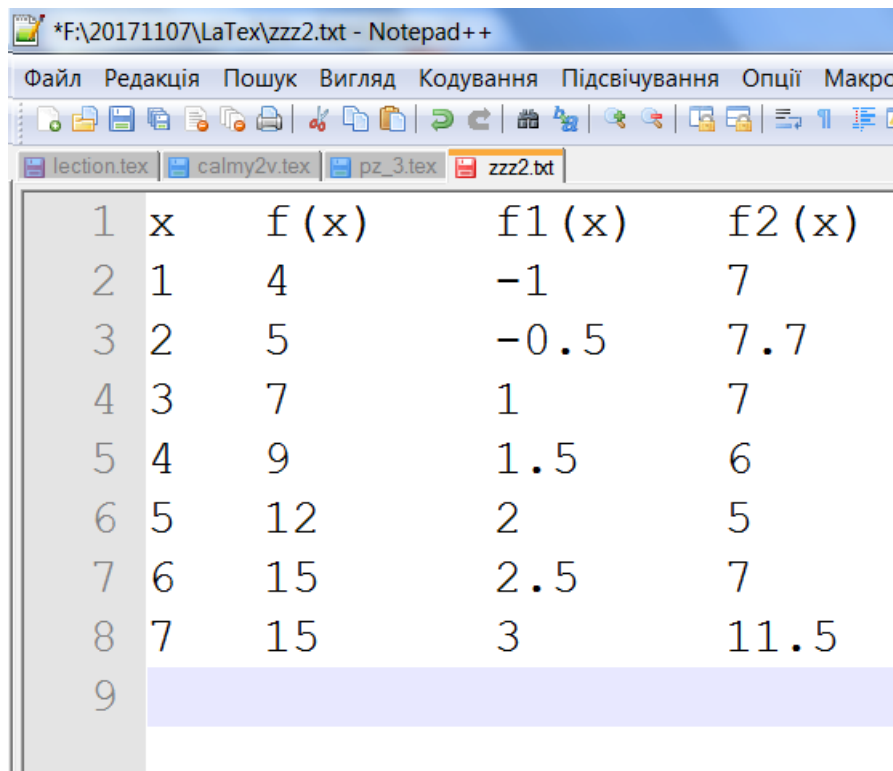 *F:\20171107\LaTex\zzz2.txt - Notepad++
Файл Редакція Пошук Вигляд Кодування Підсвічування Опції Макро
lection.tex calmy2v.tex pz_3.tex zzz2.txt
1 x f(x) f1(x) f2(x)
2 1 4 -1 7
3 2 5 -0.5 7.7
4 3 7 1 7
5 4 9 1.5 6
6 5 12 2 5
7 6 15 2.5 7
8 7 15 3 11.5
9